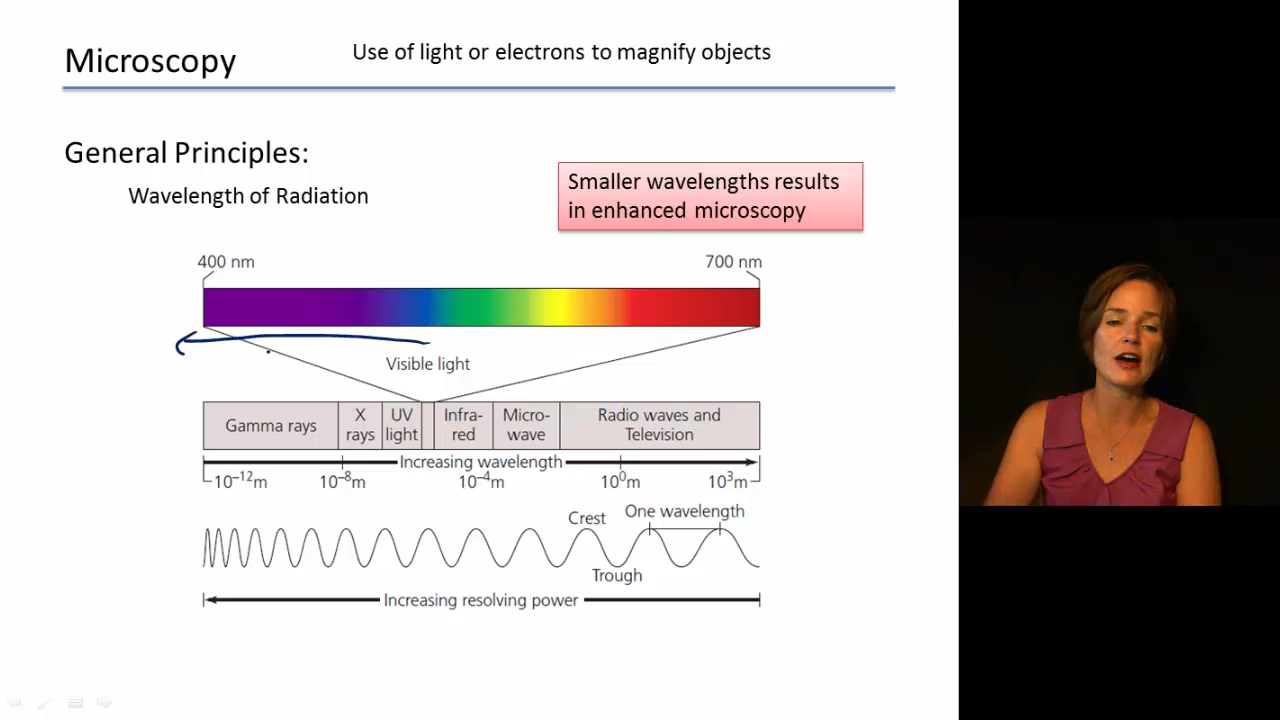 Microscopy
Use of light or electrons to magnify objects
General Principles:
Wavelength of Radiation
Smaller wavelengths results
in enhanced microscopy
400 nm
700 nm
Visible light
Gamma rays
X
rays
UV
light
Infra-
red
Micro-
wave
Radio waves and
Television
Increasing wavelength
10⁻¹²m
10⁻⁸m
10⁻⁴m
10⁰m
10³m
Crest
One wavelength
Trough
Increasing resolving power